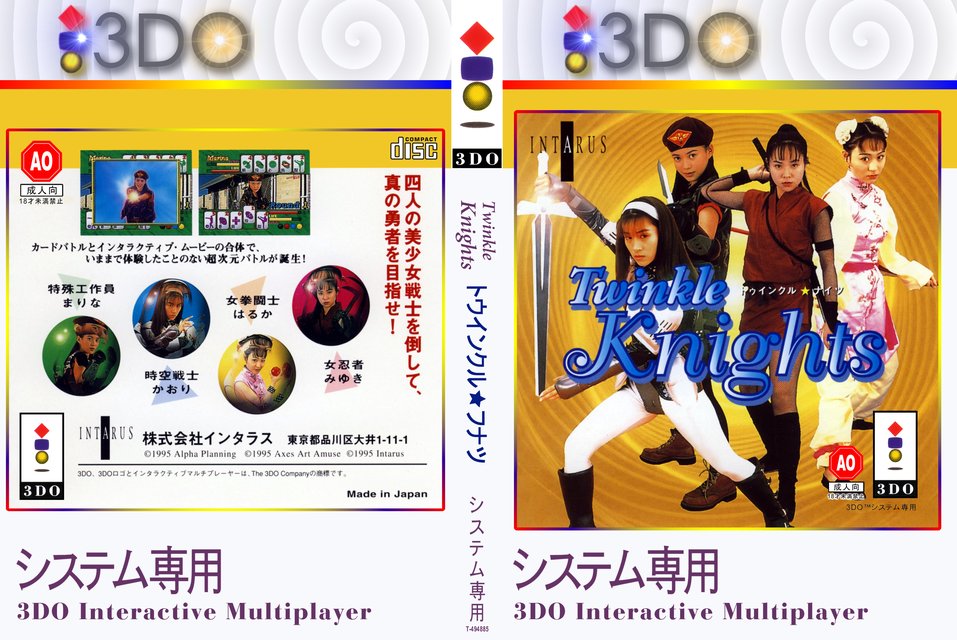 3DO
COMPACT
disc
AO
成人向
18才未満禁止
カードバトルとインタラクティブ・ムービーの合体で、
いままで体験したことのない超次元バトルが誕生!
四人の美少女戦士を倒して、
真の勇者を目指せ!
特殊工作員
まりな
女拳闘士
はるか
時空戦士
かおり
女忍者
みゆき
3DO
INTARUS
株式会社インタラス 東京都品川区大井1-11-1
©1995 Alpha Planning ©1995 Axes Art Amuse ©1995 Intarus
3DO、3DOロゴとインタラクティブマルチプレーヤーは、The 3DO Companyの商標です。
Made in Japan
システム専用
3DO Interactive Multiplayer
3DO
Twinkle
Knights
トウインクル★フナツ
システム専用
T-494885
3DO
INTARUS
Twinkle
トゥインクル★ナイツ
Knights
AO
成人向
18才未満禁止
3DO
3DO™システム専用
システム専用
3DO Interactive Multiplayer